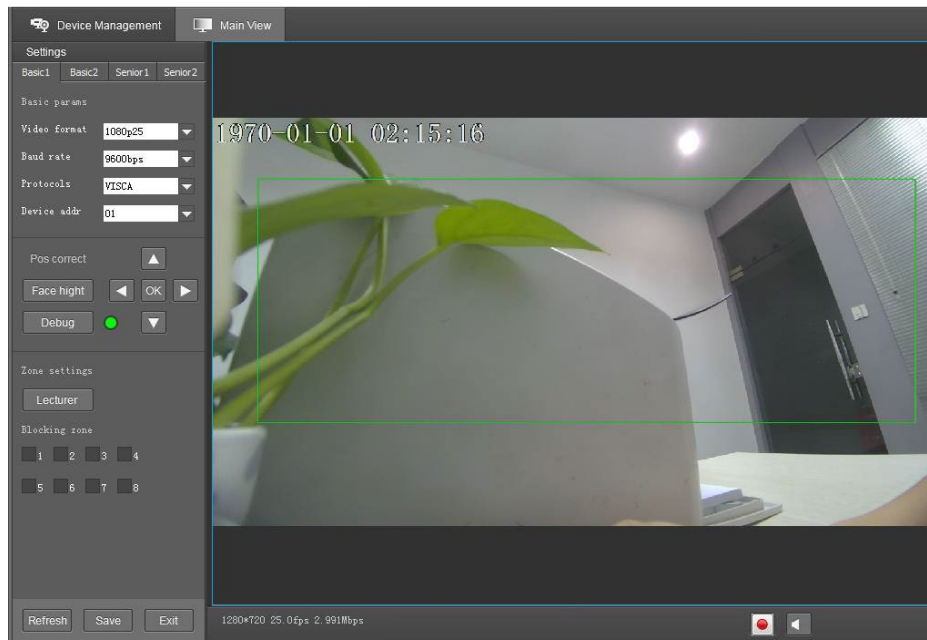 Device Management Main View
Settings
Basic1 Basic2 Senior1 Senior2
Basic params
Video format 1080p25
Baud rate 9600bps
Protocols VISCA
Device addr 01
Pos correct
Face hight OK
Debug
Zone settings
Lecturer
Blocking zone
1 2 3 4
5 6 7 8
Refresh Save Exit
1970-01-01 02:15:16
1280*720 25.0fps 2.991Mbps